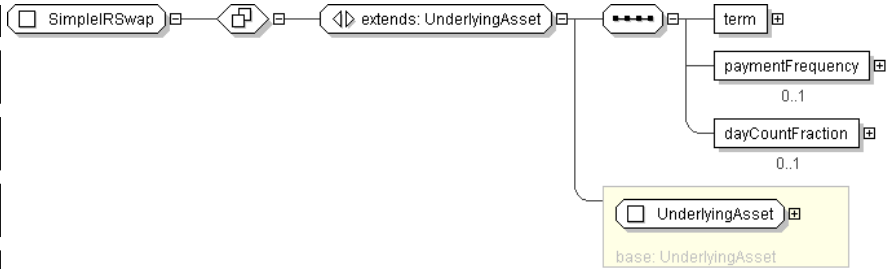 SimpleIRSwap
extends: UnderlyingAsset
term
paymentFrequency
0..1
dayCountFraction
0..1
UnderlyingAsset
base: UnderlyingAsset